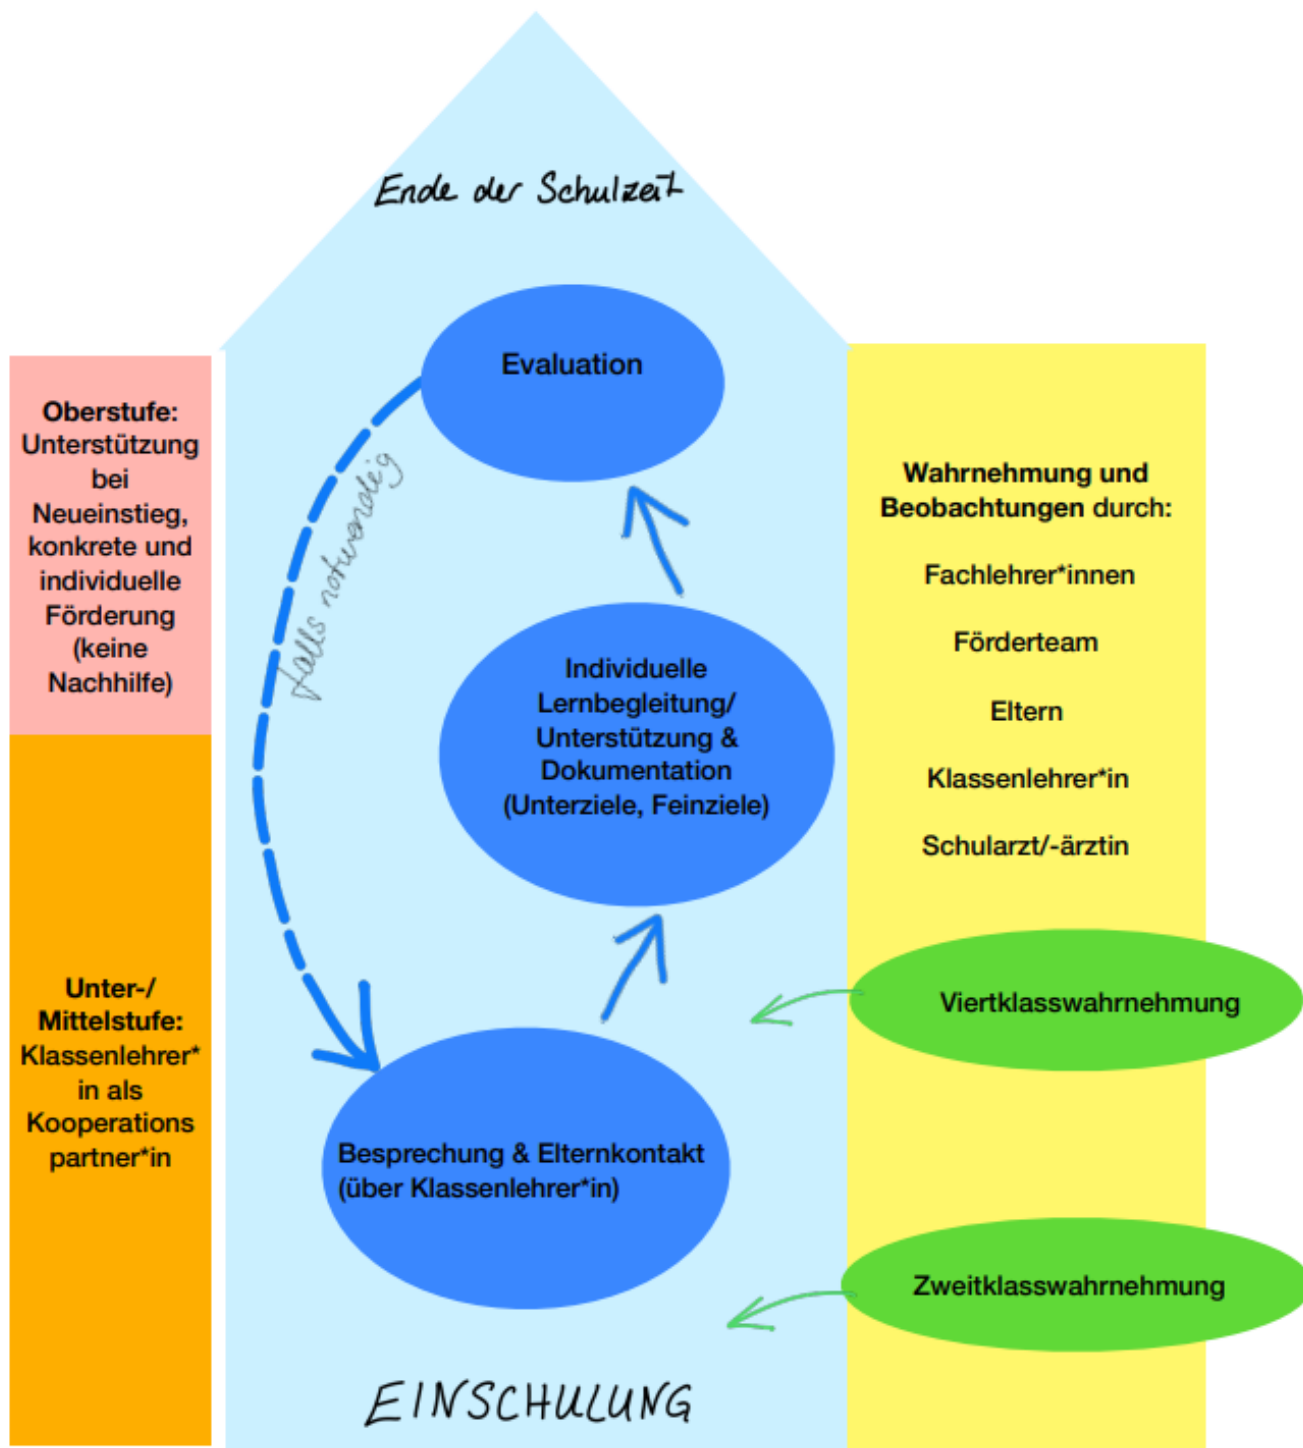 Ende der Schulzeit
Evaluation
falls notwendig
Oberstufe:
Unterstützung
bei
Neueinstieg,
konkrete und
individuelle
Förderung
(keine
Nachhilfe)
Unter-/
Mittelstufe:
Klassenlehrer*
in als
Kooperations
partner*in
Individuelle
Lernbegleitung/
Unterstützung &
Dokumentation
(Unterziele, Feinziele)
Besprechung & Elternkontakt
(über Klassenlehrer*in)
EINSCHULUNG
Wahrnehmung und
Beobachtungen durch:
Fachlehrer*innen
Förderteam
Eltern
Klassenlehrer*in
Schularzt/-ärztin
Viertklasswahrnehmung
Zweitklasswahrnehmung